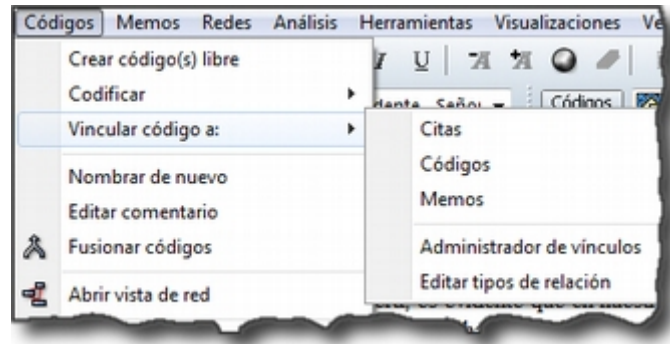 Códigos Memos Redes Análisis Herramientas Visualizaciones
Crear código(s) libre
Codificar
Vincular código a:
Nombrar de nuevo
Editar comentario
Fusionar códigos
Abrir vista de red
I U A A
Códigos
Citas
Códigos
Memos
Administrador de vínculos
Editar tipos de relación